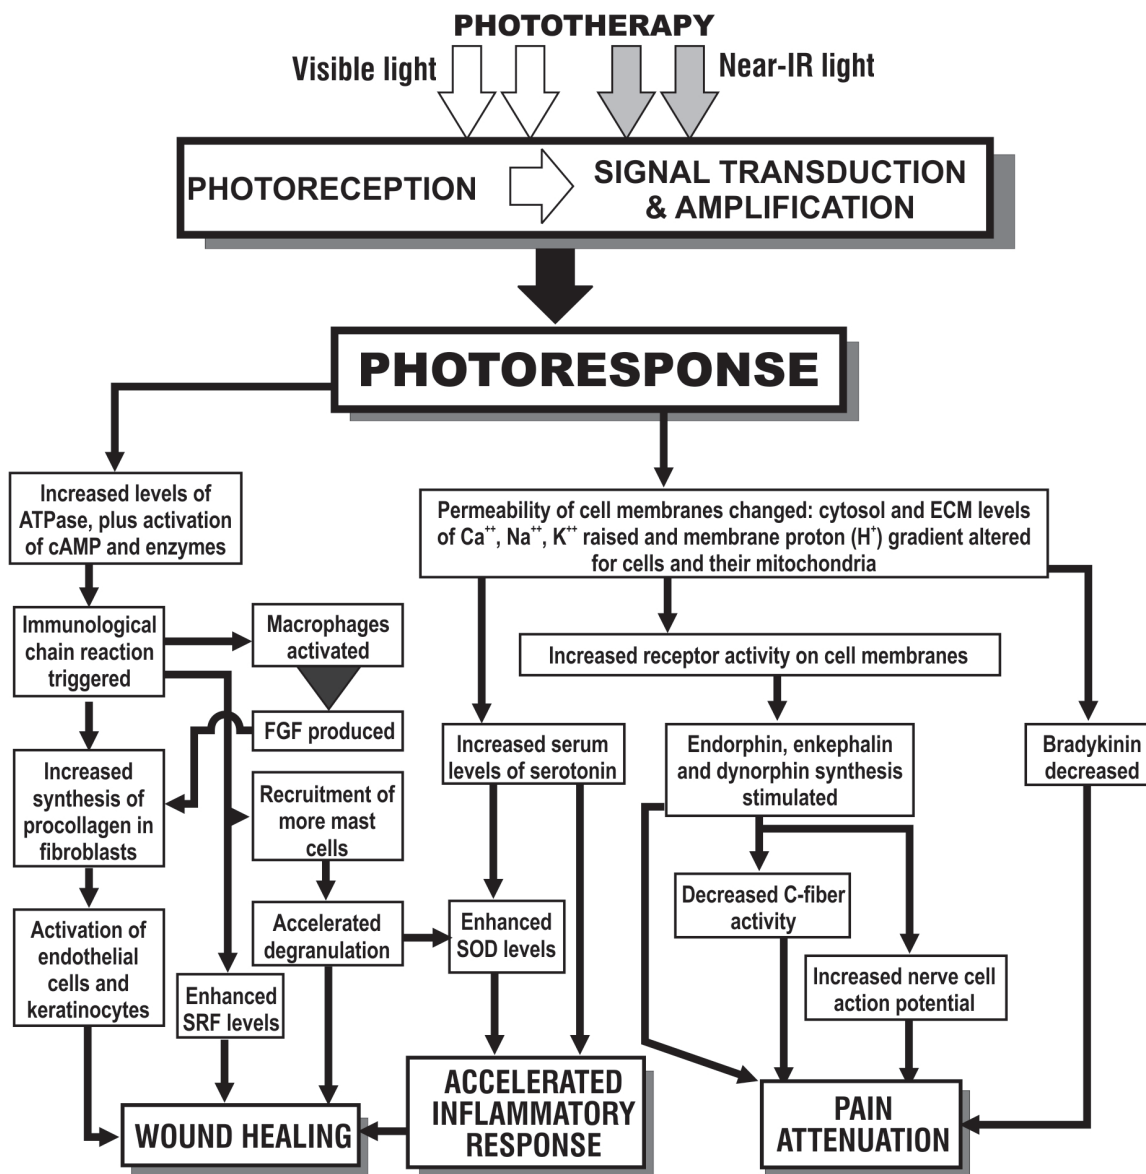 PHOTOTHERAPY
Visible light
Near-IR light
PHOTORECEPTION
SIGNAL TRANSDUCTION
& AMPLIFICATION
PHOTORESPONSE
Increased levels of
ATPase, plus activation
of cAMP and enzymes
Permeability of cell membranes changed: cytosol and ECM levels
of Ca⁺⁺, Na⁺⁺, K⁺⁺ raised and membrane proton (H⁺) gradient altered
for cells and their mitochondria
Immunological
chain reaction
triggered
Macrophages
activated
Increased receptor activity on cell membranes
FGF produced
Increased serum
levels of serotonin
Endorphin, enkephalin
and dynorphin synthesis
stimulated
Bradykinin
decreased
Increased
synthesis of
procollagen in
fibroblasts
Recruitment of
more mast
cells
Decreased C-fiber
activity
Activation of
endothelial
cells and
keratinocytes
Accelerated
degranulation
Enhanced
SOD levels
Increased nerve cell
action potential
Enhanced
SRF levels
WOUND HEALING
ACCELERATED
INFLAMMATORY
RESPONSE
PAIN
ATTENUATION